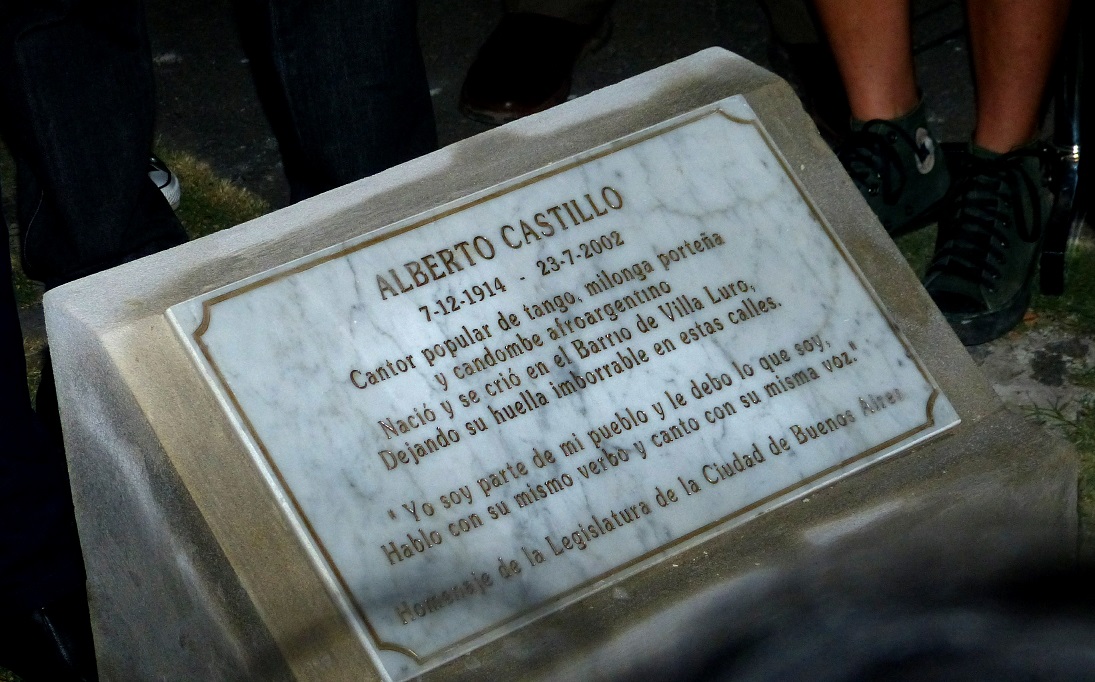 ALBERTO CASTILLO
7-12-1914 - 23-7-2002
Cantor popular de tango, milonga porteña
y candombe afroargentino
Nació y se crió en el Barrio de Villa Luro,
Dejando su huella imborrable en estas calles.
"Yo soy parte de mi pueblo y le debo lo que soy,
Hablo con su mismo verbo y canto con su misma voz."
Homenaje de la Legislatura de la Ciudad de Buenos Aires